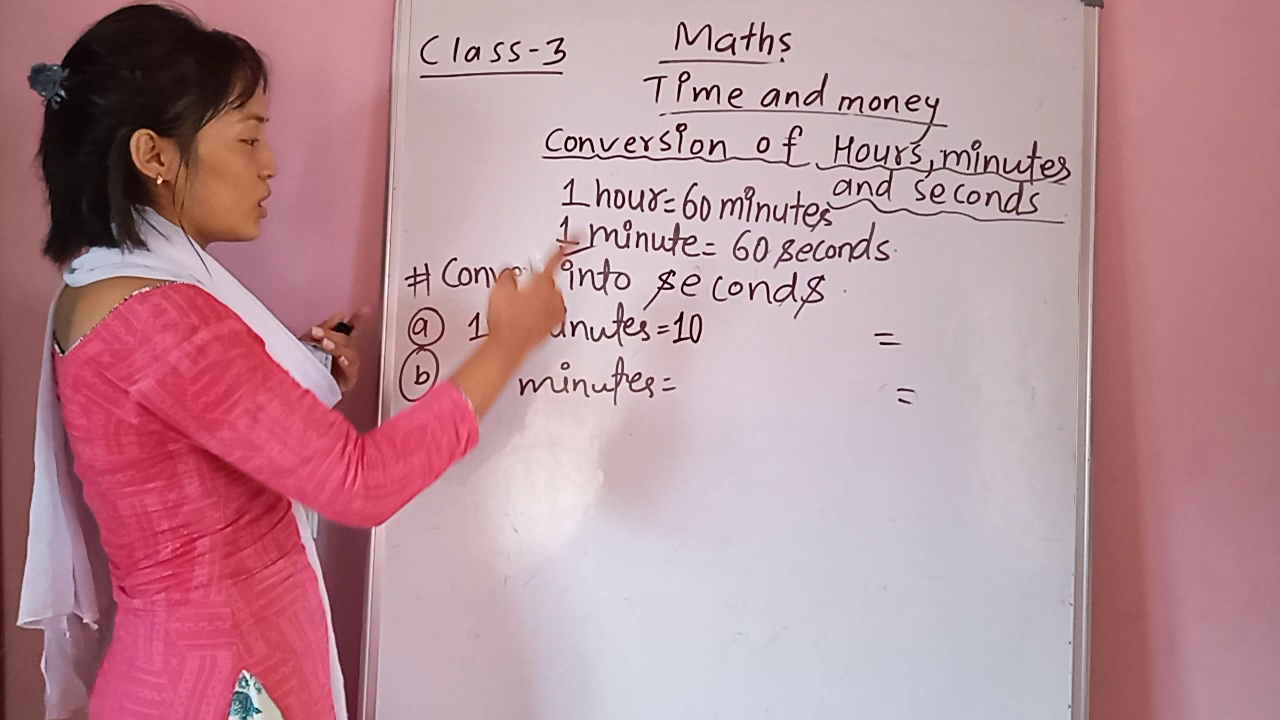 Class-3
Maths
Time and money
Conversion of Hours, minutes
and seconds
1 hour = 60 minutes
1 minute = 60 seconds.
# into seconds.
(a) = 10 =
(b) minutes = =